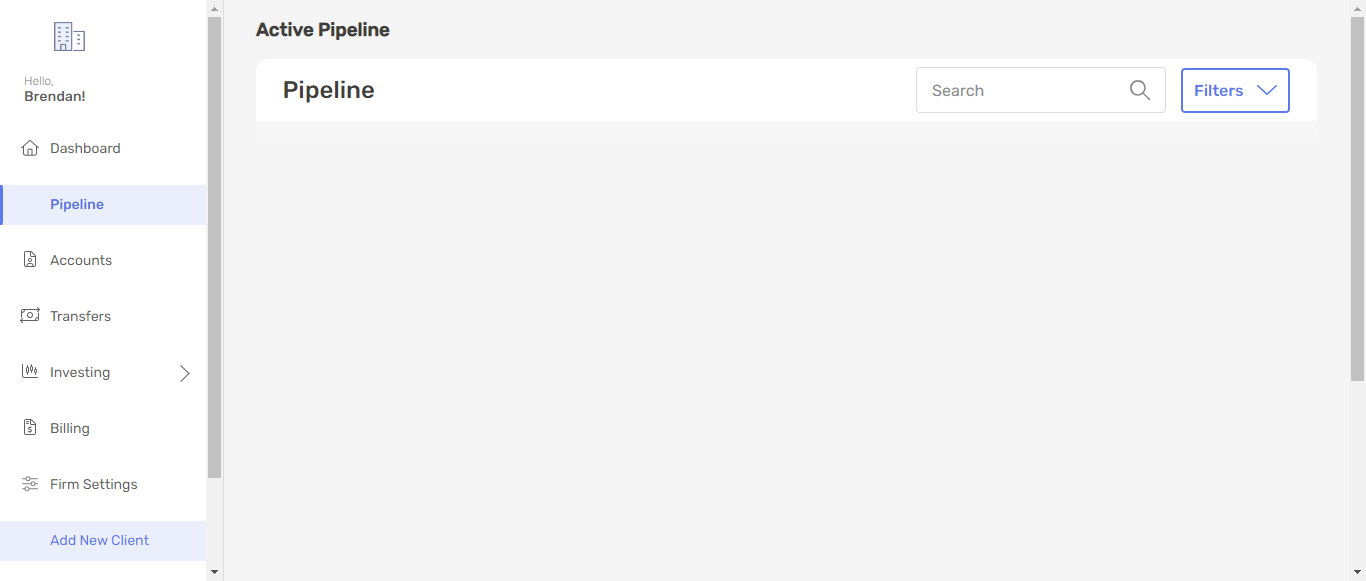 Hello,
Brendan!
Dashboard
Pipeline
Accounts
Transfers
Investing
Billing
Firm Settings
Add New Client
Active Pipeline
Pipeline
Search
Filters